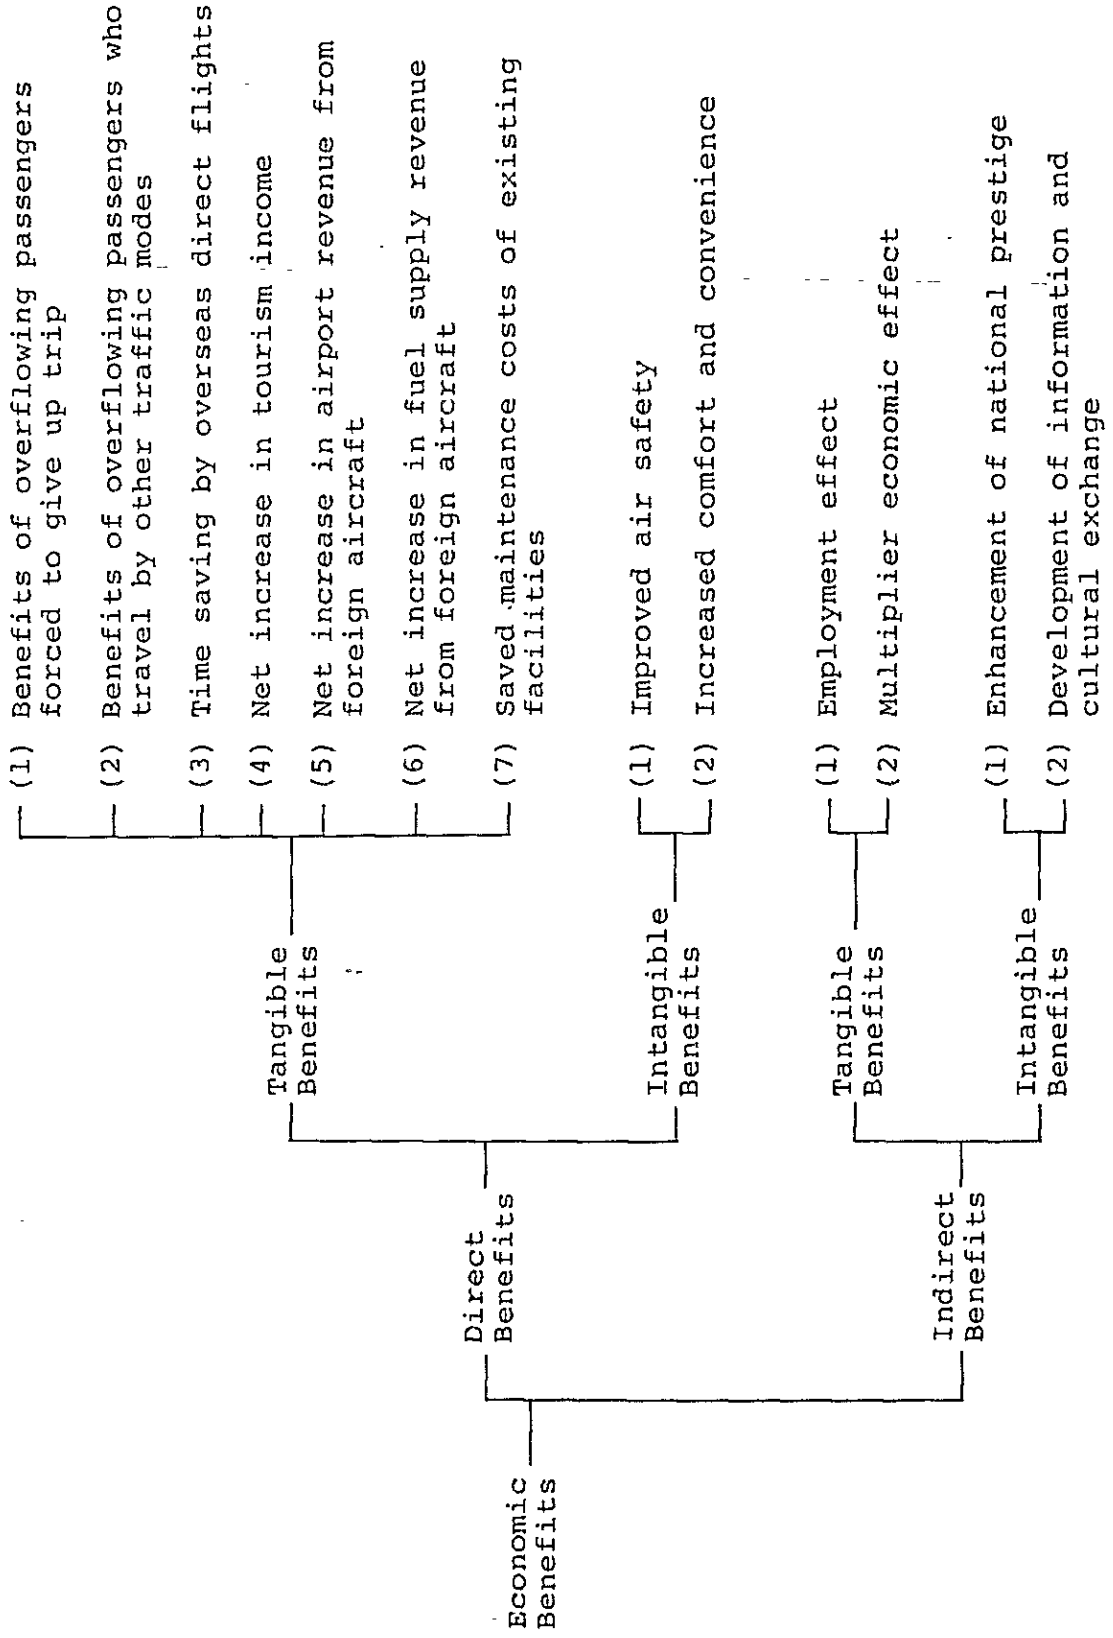 Economic
Benefits
Direct
Benefits
Tangible
Benefits
(1) Benefits of overflowing passengers
forced to give up trip
(2) Benefits of overflowing passengers who
travel by other traffic modes
(3) Time saving by overseas direct flights
(4) Net increase in tourism income
(5) Net increase in airport revenue from
foreign aircraft
(6) Net increase in fuel supply revenue
from foreign aircraft
(7) Saved maintenance costs of existing
facilities
Intangible
Benefits
(1) Improved air safety
(2) Increased comfort and convenience
Indirect
Benefits
Tangible
Benefits
(1) Employment effect
(2) Multiplier economic effect
Intangible
Benefits
(1) Enhancement of national prestige
(2) Development of information and
cultural exchange